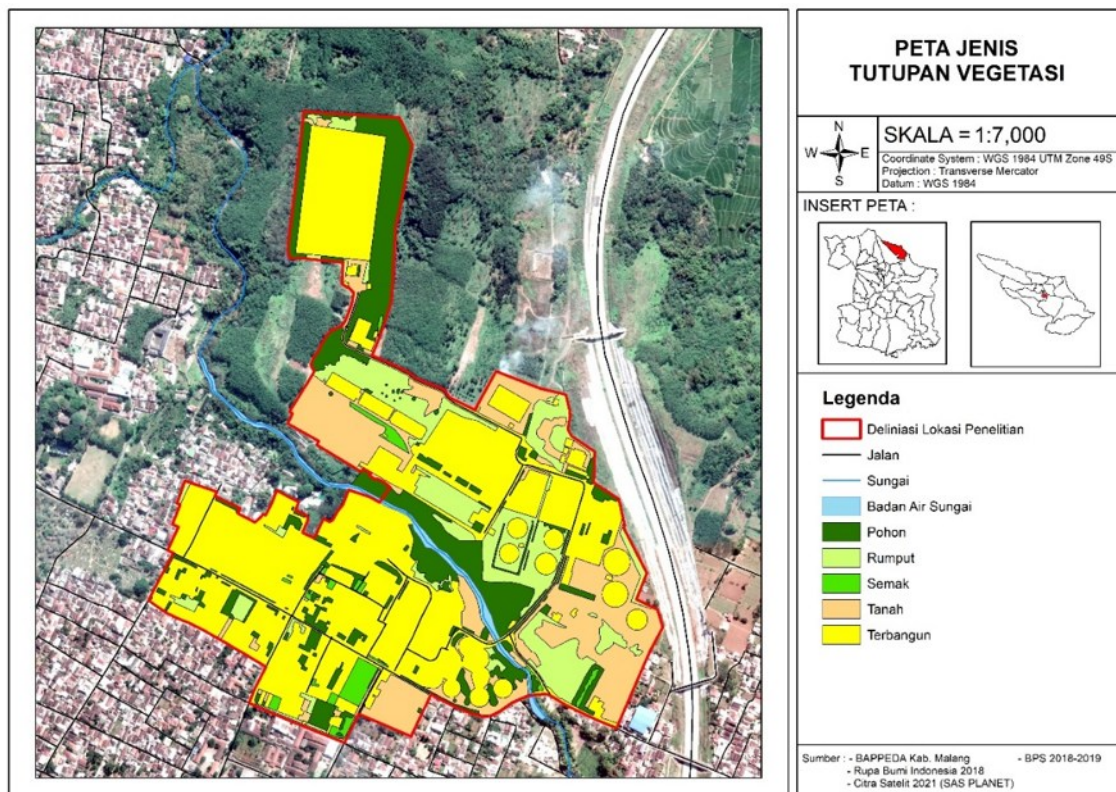 PETA JENIS
TUTUPAN VEGETASI
N
W E
S
SKALA = 1:7,000
Coordinate System : WGS 1984 UTM Zone 49S
Projection : Transverse Mercator
Datum : WGS 1984
INSERT PETA :
Legenda
Deliniasi Lokasi Penelitian
Jalan
Sungai
Badan Air Sungai
Pohon
Rumput
Semak
Tanah
Terbangun
Sumber : - BAPPEDA Kab. Malang - BPS 2018-2019
- Rupa Bumi Indonesia 2018
- Citra Satelit 2021 (SAS PLANET)